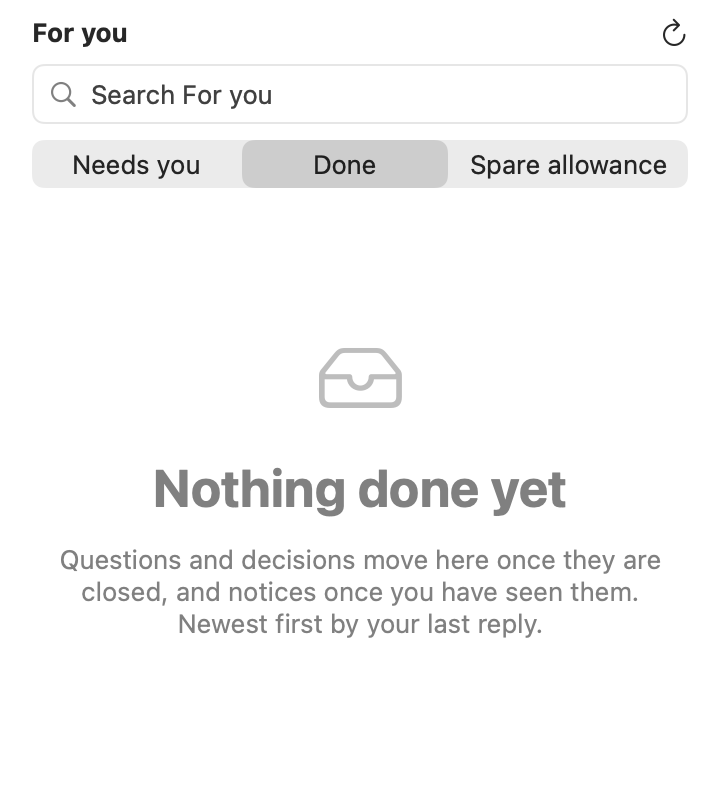 For you
Search For you
Needs you
Done
Spare allowance
Nothing done yet
Questions and decisions move here once they are
closed, and notices once you have seen them.
Newest first by your last reply.